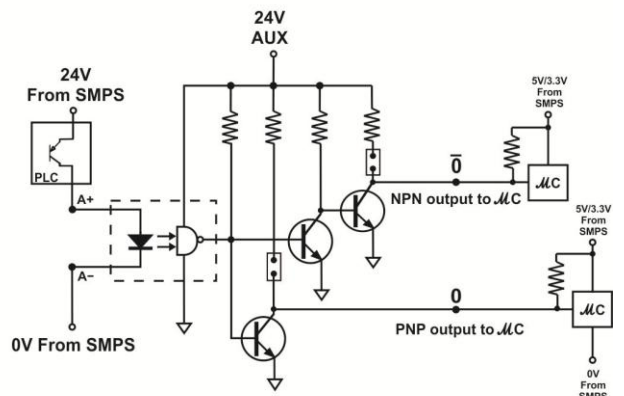 24V
AUX
24V
From SMPS
PLC
A+
A−
0V From SMPS
0̅
NPN output to 𝓜C
5V/3.3V
From
SMPS
𝓜C
0
PNP output to 𝓜C
5V/3.3V
From
SMPS
𝓜C
0V
From
SMPS